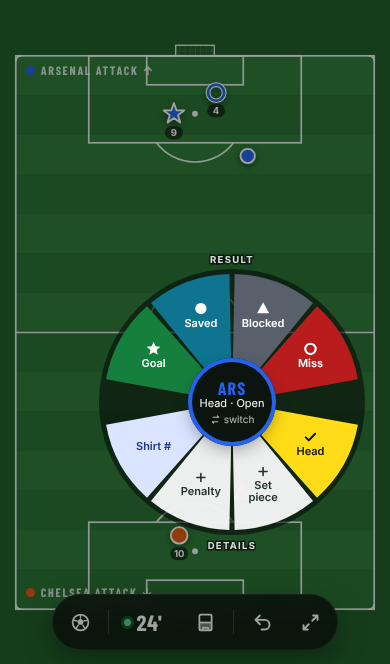 ARSENAL ATTACK ↑
4
9
RESULT
Saved
Blocked
Goal
Miss
ARS
Head · Open
⇄ switch
Shirt #
Head
Penalty
Set
piece
10
DETAILS
CHELSEA ATTACK
24'